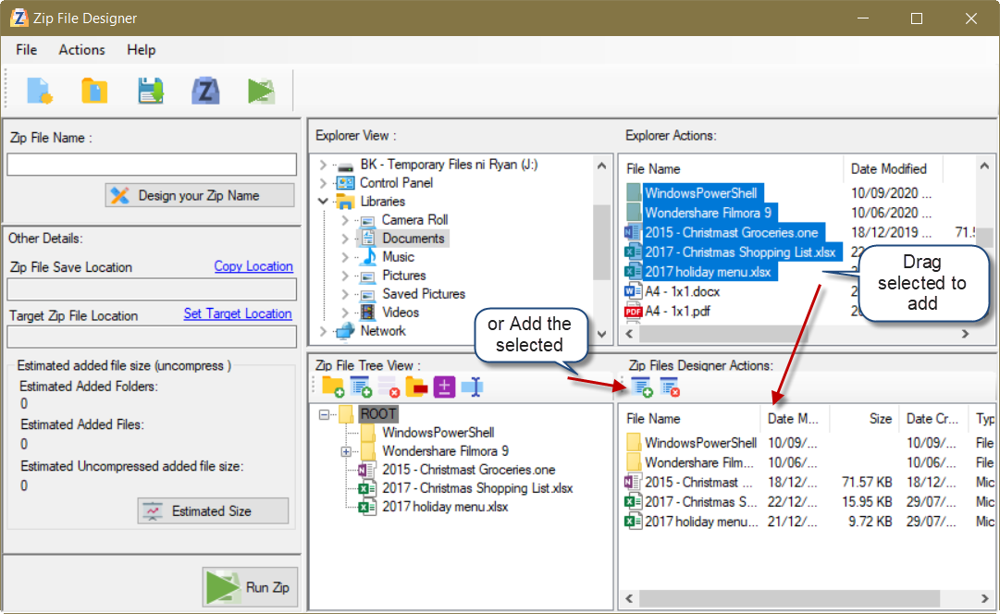 Zip File Designer
File Actions Help
Zip File Name :
Design your Zip Name
Other Details:
Zip File Save Location Copy Location
Target Zip File Location Set Target Location
Estimated added file size (uncompress )
Estimated Added Folders:
0
Estimated Added Files:
0
Estimated Uncompressed added file size:
0
Estimated Size
Run Zip
Explorer View :
BK - Temporary Files ni Ryan (J:)
Control Panel
Libraries
Camera Roll
Documents
Music
Pictures
Saved Pictures
Videos
Network
Explorer Actions:
File Name Date Modified
WindowsPowerShell 10/09/2020 ...
Wondershare Filmora 9 10/06/2020 ...
2015 - Christmast Groceries.one 18/12/2019 ... 71.5
2017 - Christmas Shopping List.xlsx 22
2017 holiday menu.xlsx 2
A4 - 1x1.docx 2
A4 - 1x1.pdf 20
Drag
selected to
add
or Add the
selected
Zip File Tree View :
ROOT
WindowsPowerShell
Wondershare Filmora 9
2015 - Christmast Groceries.one
2017 - Christmas Shopping List.xlsx
2017 holiday menu.xlsx
Zip Files Designer Actions:
File Name Date M... Size Date Cr... Typ
WindowsPowerShell 10/09/... 10/09/... File
Wondershare Film... 10/06/... 10/06/... File
2015 - Christmast ... 18/12/... 71.57 KB 18/12/... Mic
2017 - Christmas S... 22/12/... 15.95 KB 29/07/... Mic
2017 holiday menu... 21/12/... 9.72 KB 29/07/... Mic